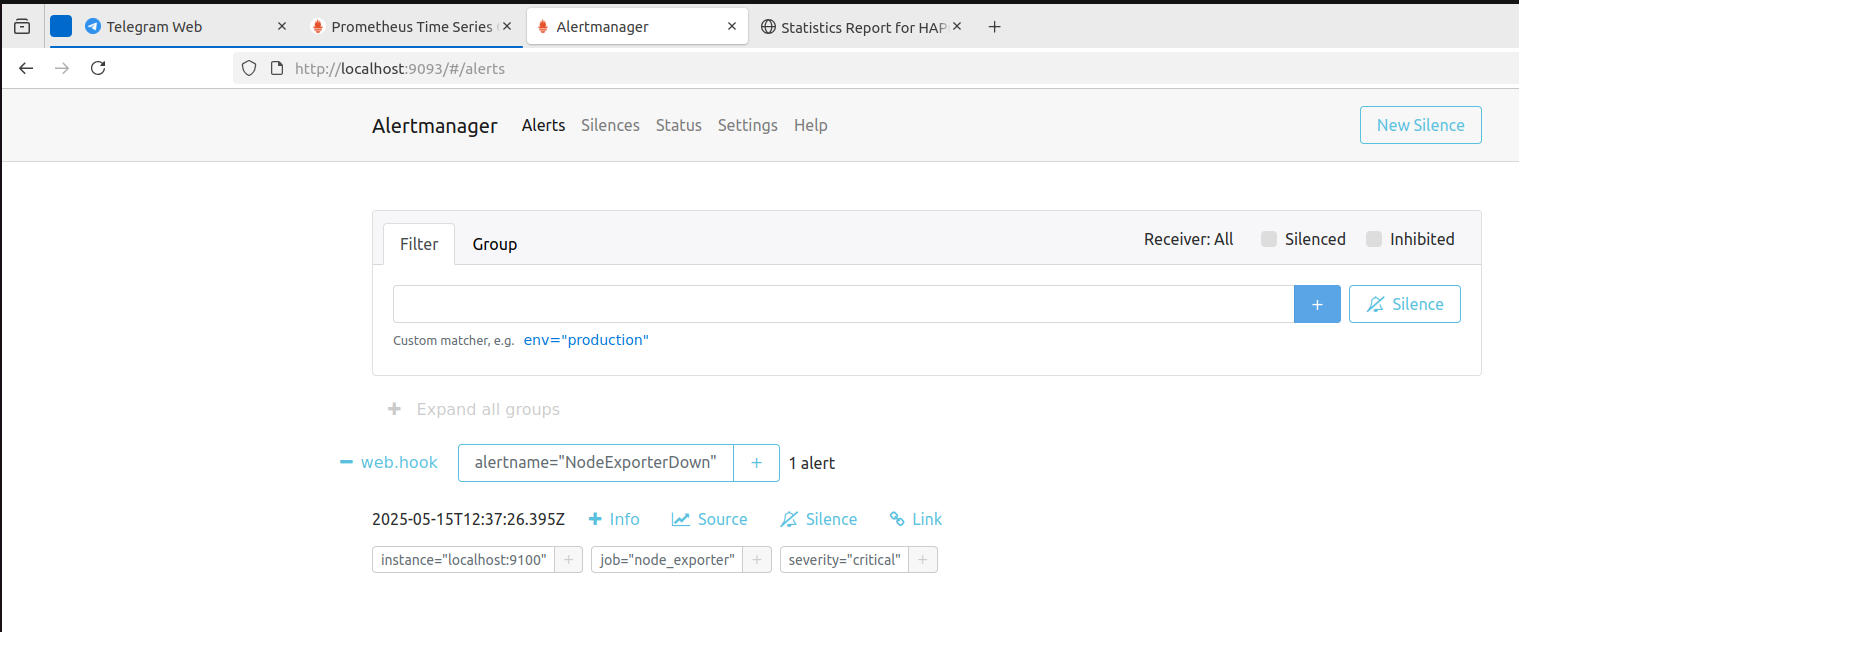 Telegram Web × Prometheus Time Series × Alertmanager × Statistics Report for HAP × +
http://localhost:9093/#/alerts
Alertmanager Alerts Silences Status Settings Help New Silence
Filter Group Receiver: All Silenced Inhibited
+ Silence
Custom matcher, e.g. env="production"
+ Expand all groups
− web.hook alertname="NodeExporterDown" + 1 alert
2025-05-15T12:37:26.395Z + Info Source Silence Link
instance="localhost:9100" + job="node_exporter" + severity="critical" +